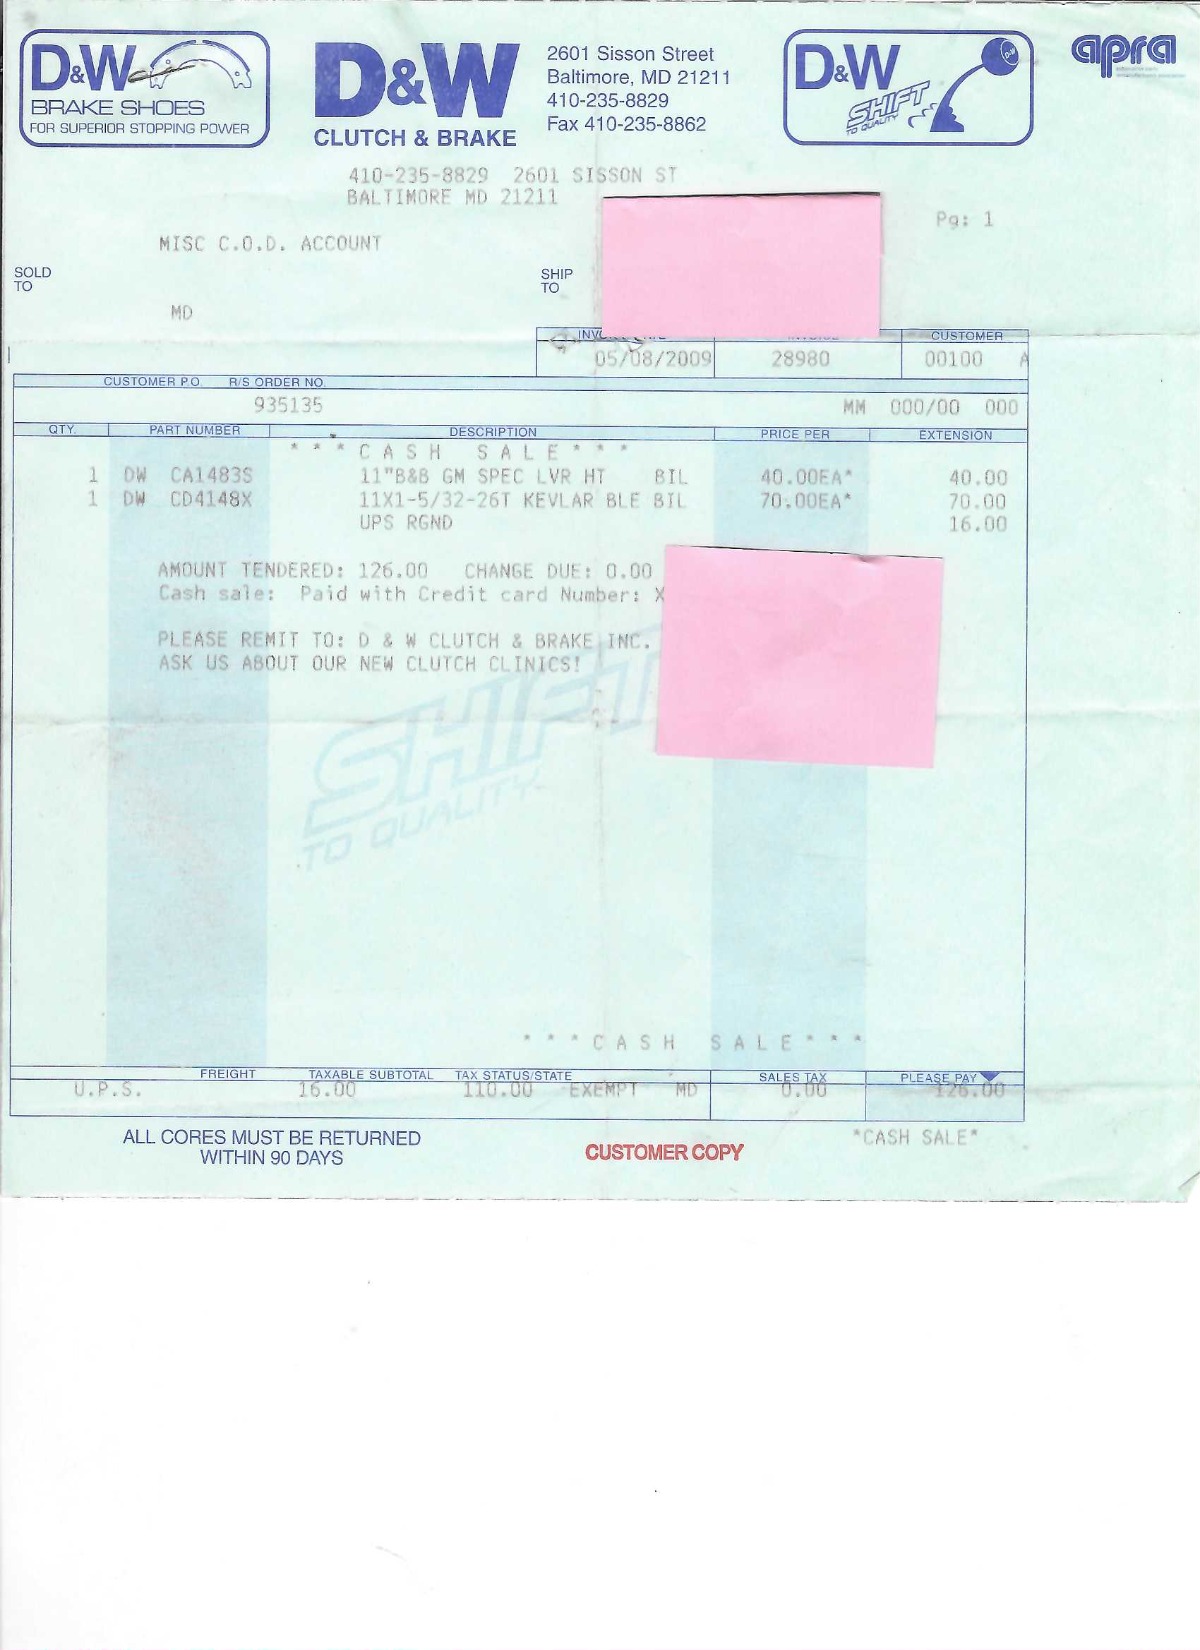 D&W
BRAKE SHOES
FOR SUPERIOR STOPPING POWER
D&W
CLUTCH & BRAKE
2601 Sisson Street
Baltimore, MD 21211
410-235-8829
Fax 410-235-8862
D&W
SHIFT
TO QUALITY
apra
410-235-8829 2601 SISSON ST
BALTIMORE MD 21211
Pg: 1
MISC C.O.D. ACCOUNT
SOLD
TO
SHIP
TO
MD
CUSTOMER
05/08/2009 28980 00100 A
CUSTOMER P.O. R/S ORDER NO.
935135 MM 000/00 000
QTY. PART NUMBER DESCRIPTION PRICE PER EXTENSION
* * * C A S H S A L E * * *
1 DW CA1483S 11"B&B GM SPEC LVR HT BIL 40.00EA* 40.00
1 DW CD4148X 11X1-5/32-26T KEVLAR BLE BIL 70.00EA* 70.00
UPS RGND 16.00
AMOUNT TENDERED: 126.00 CHANGE DUE: 0.00
Cash sale: Paid with Credit card Number: X
PLEASE REMIT TO: D & W CLUTCH & BRAKE INC.
ASK US ABOUT OUR NEW CLUTCH CLINICS!
SHIFT
TO QUALITY
* * * C A S H S A L E * * *
FREIGHT TAXABLE SUBTOTAL TAX STATUS/STATE SALES TAX PLEASE PAY
U.P.S. 16.00 110.00 EXEMPT MD 0.00 126.00
ALL CORES MUST BE RETURNED
WITHIN 90 DAYS
CUSTOMER COPY
*CASH SALE*